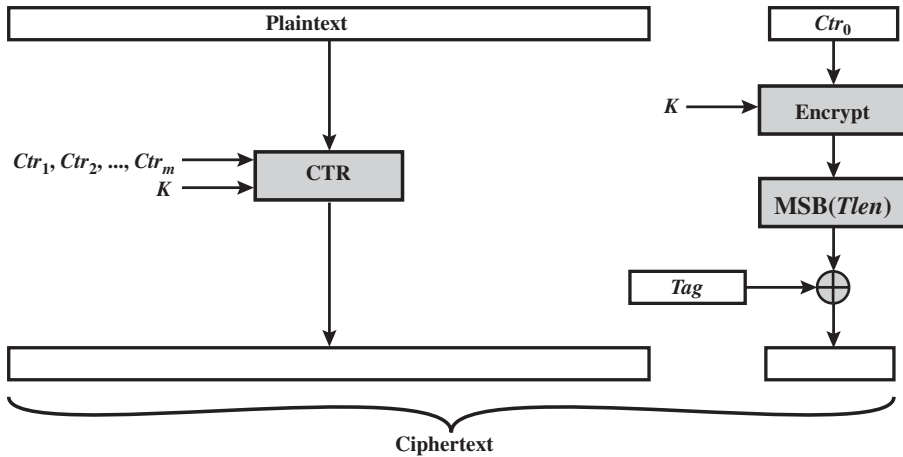 Plaintext
Ctr0
K
Encrypt
Ctr1, Ctr2, ..., Ctrm
K
CTR
MSB(Tlen)
Tag
Ciphertext